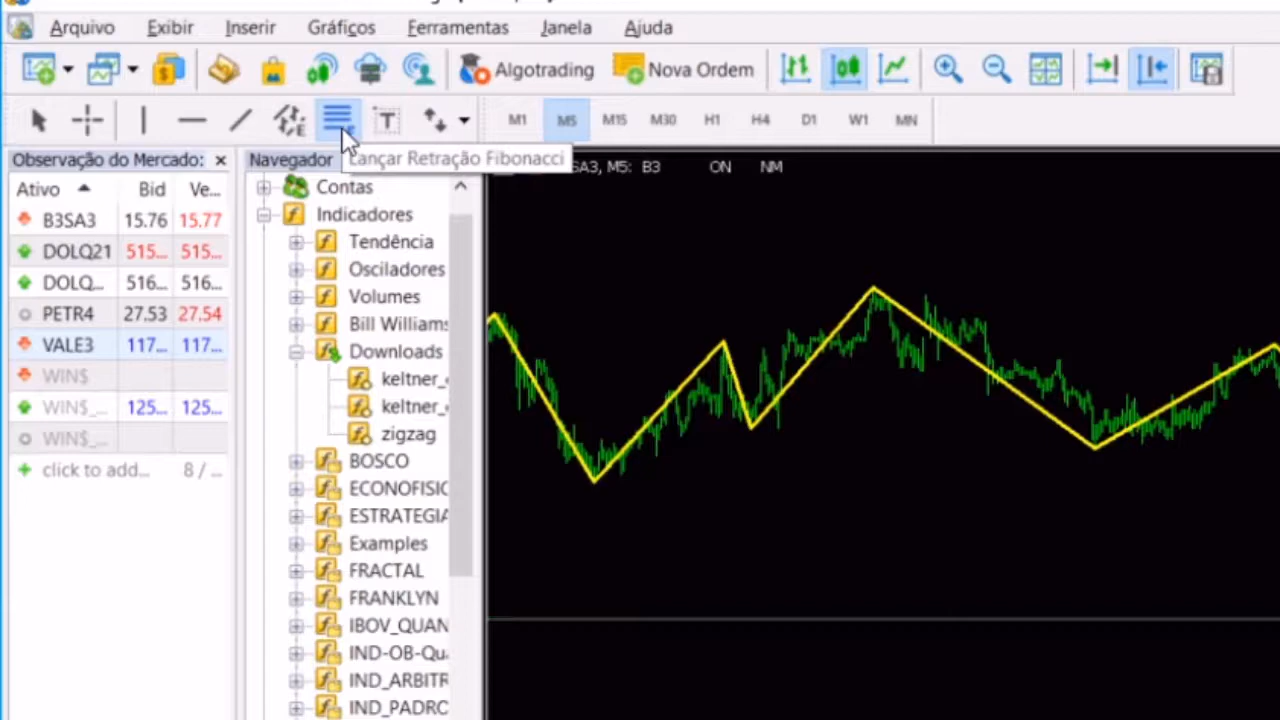 Arquivo Exibir Inserir Gráficos Ferramentas Janela Ajuda
Algotrading Nova Ordem
E T M1 M5 M15 M30 H1 H4 D1 W1 MN
Lançar Retração Fibonacci
Observação do Mercado: ×
Ativo Bid Ve...
B3SA3 15.76 15.77
DOLQ21 515... 515...
DOLQ... 516... 516...
PETR4 27.53 27.54
VALE3 117... 117...
WIN$
WIN$_... 125... 125...
WIN$_...
click to add... 8 / ...
Navegador
Contas
Indicadores
Tendência
Osciladores
Volumes
Bill Williams
Downloads
keltner_
keltner_
zigzag
BOSCO
ECONOFISIC
ESTRATEGIA
Examples
FRACTAL
FRANKLYN
IBOV_QUAN
IND-OB-Qu
IND_ARBITR
IND_PADRO
SA3, M5: B3 ON NM